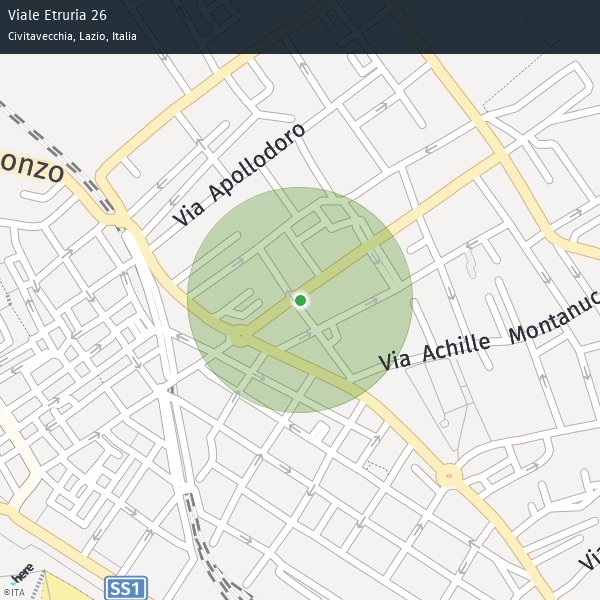 Viale Etruria 26
Civitavecchia, Lazio, Italia
onzo
Via Apollodoro
Via Achille Montanuc
Via
SS1
here
©ITA